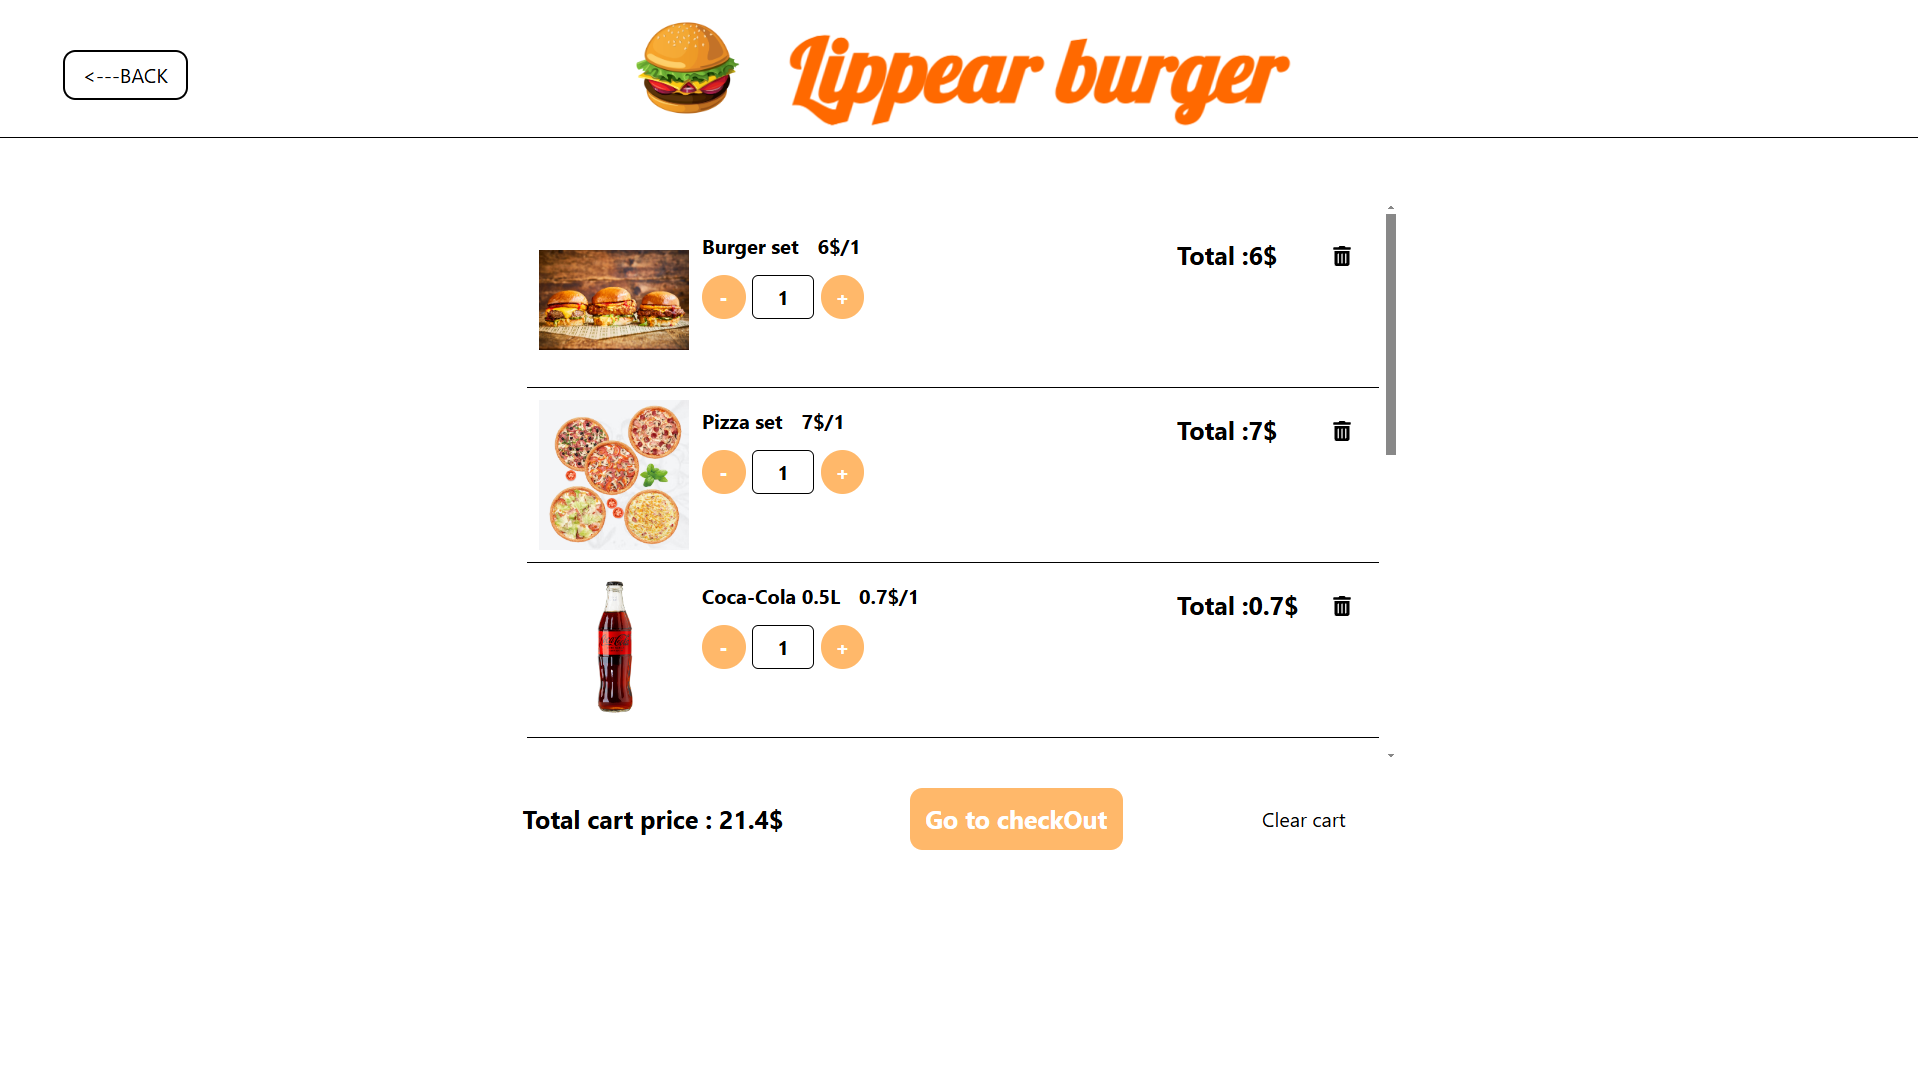 <---BACK
Lippear burger
Burger set 6$/1
Total :6$
- 1 +
Pizza set 7$/1
Total :7$
- 1 +
Coca-Cola 0.5L 0.7$/1
Total :0.7$
- 1 +
Total cart price : 21.4$
Go to checkOut
Clear cart